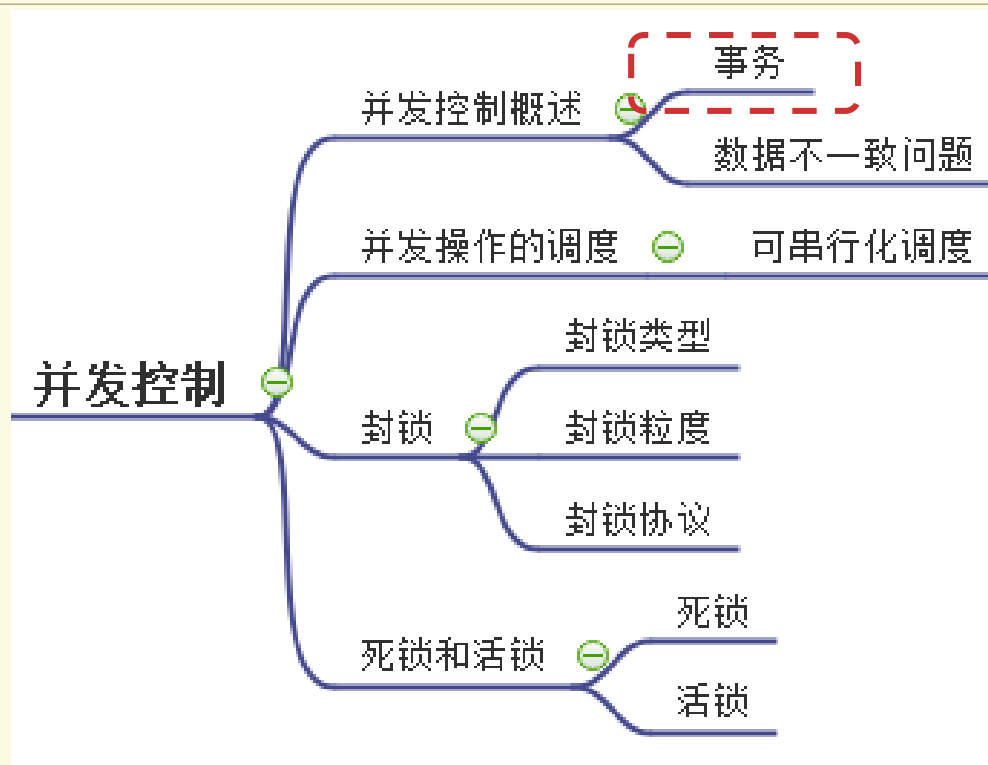 事务
并发控制概述
数据不一致问题
并发操作的调度
可串行化调度
封锁类型
并发控制
封锁
封锁粒度
封锁协议
死锁
死锁和活锁
活锁